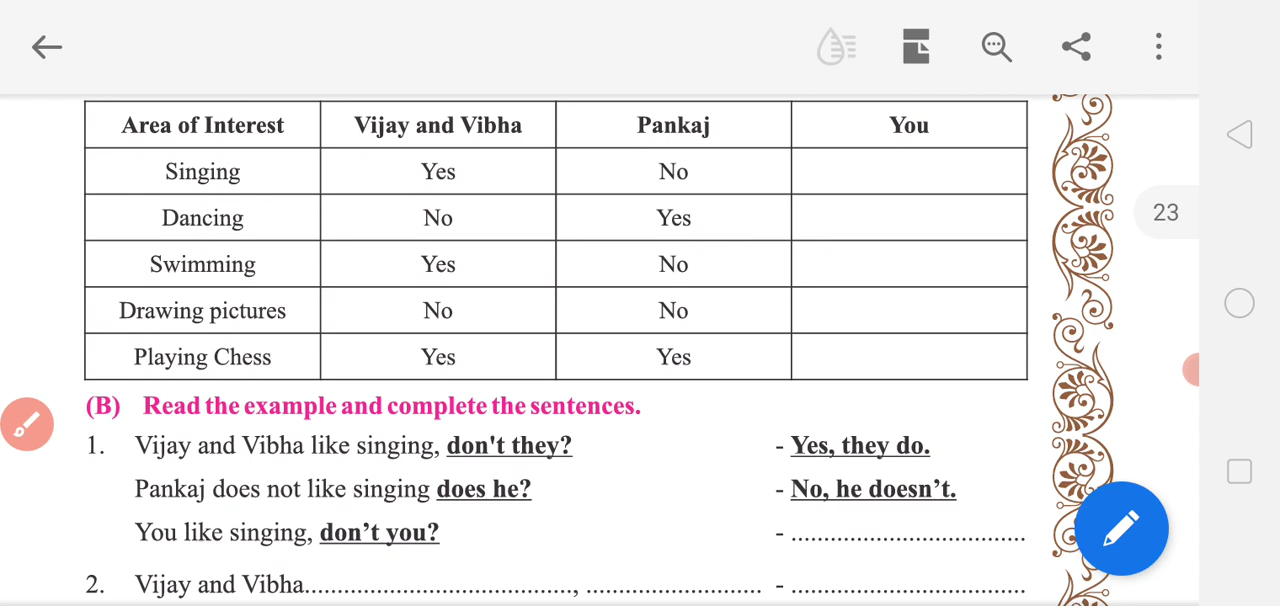 Area of Interest Vijay and Vibha Pankaj You
Singing Yes No
Dancing No Yes
23
Swimming Yes No
Drawing pictures No No
Playing Chess Yes Yes
(B) Read the example and complete the sentences.
1. Vijay and Vibha like singing, don't they? - Yes, they do.
Pankaj does not like singing does he? - No, he doesn’t.
You like singing, don’t you? - ....................................
2. Vijay and Vibha.........................................., ........................... - ....................................